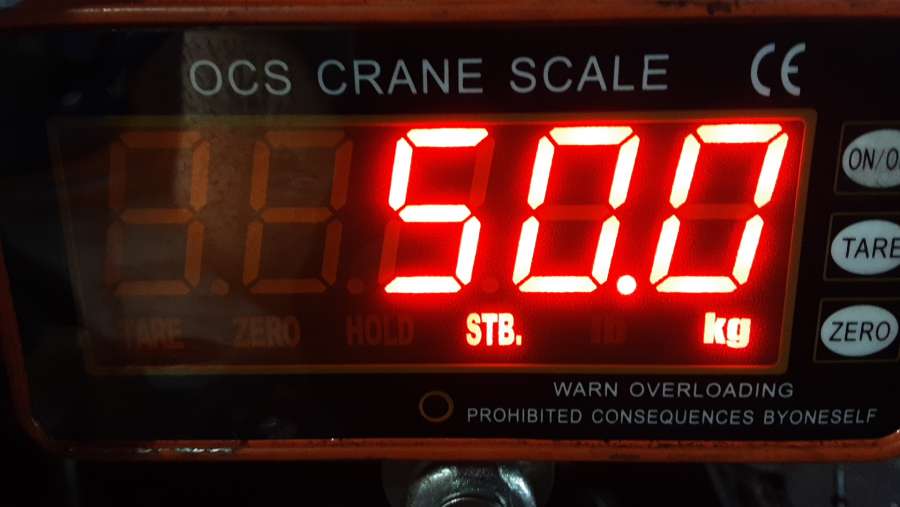 OCS CRANE SCALE CE
50.0
ON/O
TARE
TARE ZERO HOLD STB. lb kg
ZERO
WARN OVERLOADING
PROHIBITED CONSEQUENCES BYONESELF